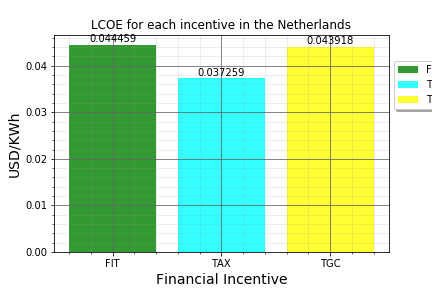 LCOE for each incentive in the Netherlands
0.044459
0.037259
0.043918
0.04
0.03
0.02
0.01
0.00
USD/KWh
FIT
TAX
TGC
Financial Incentive